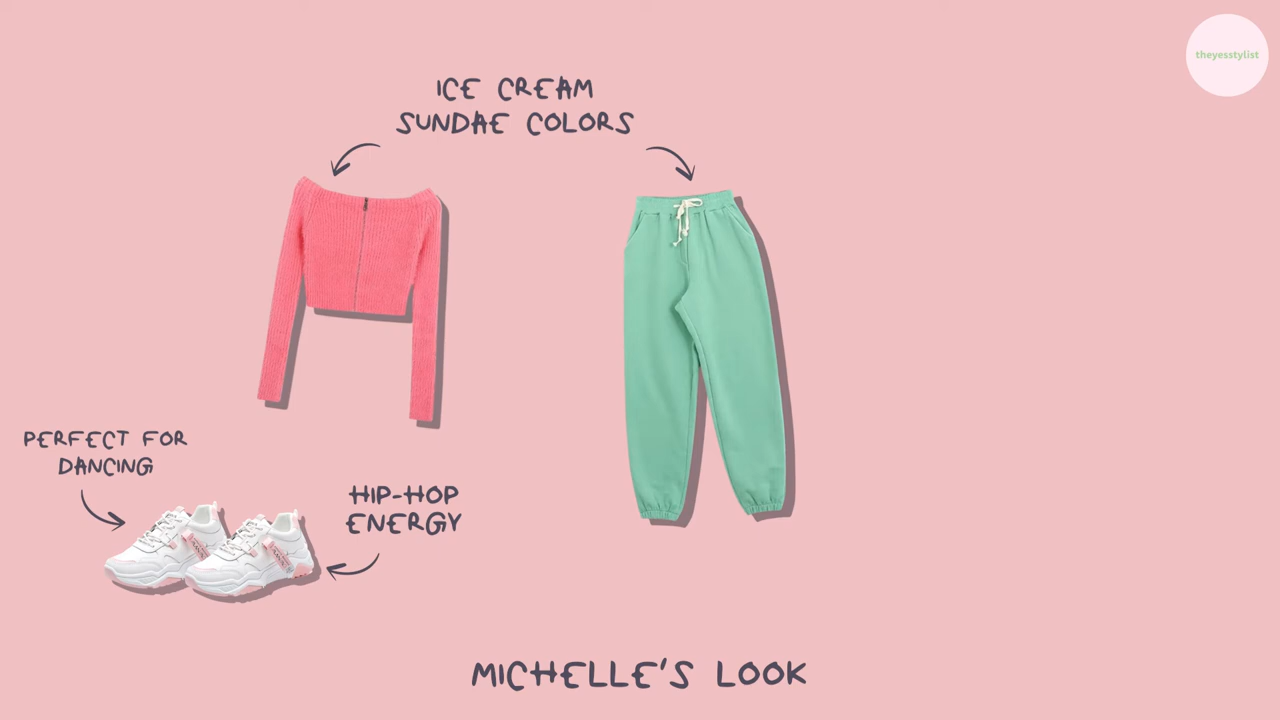 theyesstylist
ICE CREAM
SUNDAE COLORS
PERFECT FOR
DANCING
HIP-HOP
ENERGY
MICHELLE'S LOOK